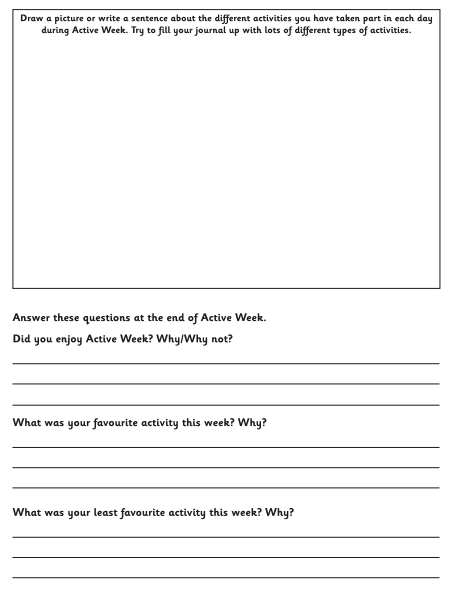 Draw a picture or write a sentence about the different activities you have taken part in each day
during Active Week. Try to fill your journal up with lots of different types of activities.
Answer these questions at the end of Active Week.
Did you enjoy Active Week? Why/Why not?
What was your favourite activity this week? Why?
What was your least favourite activity this week? Why?